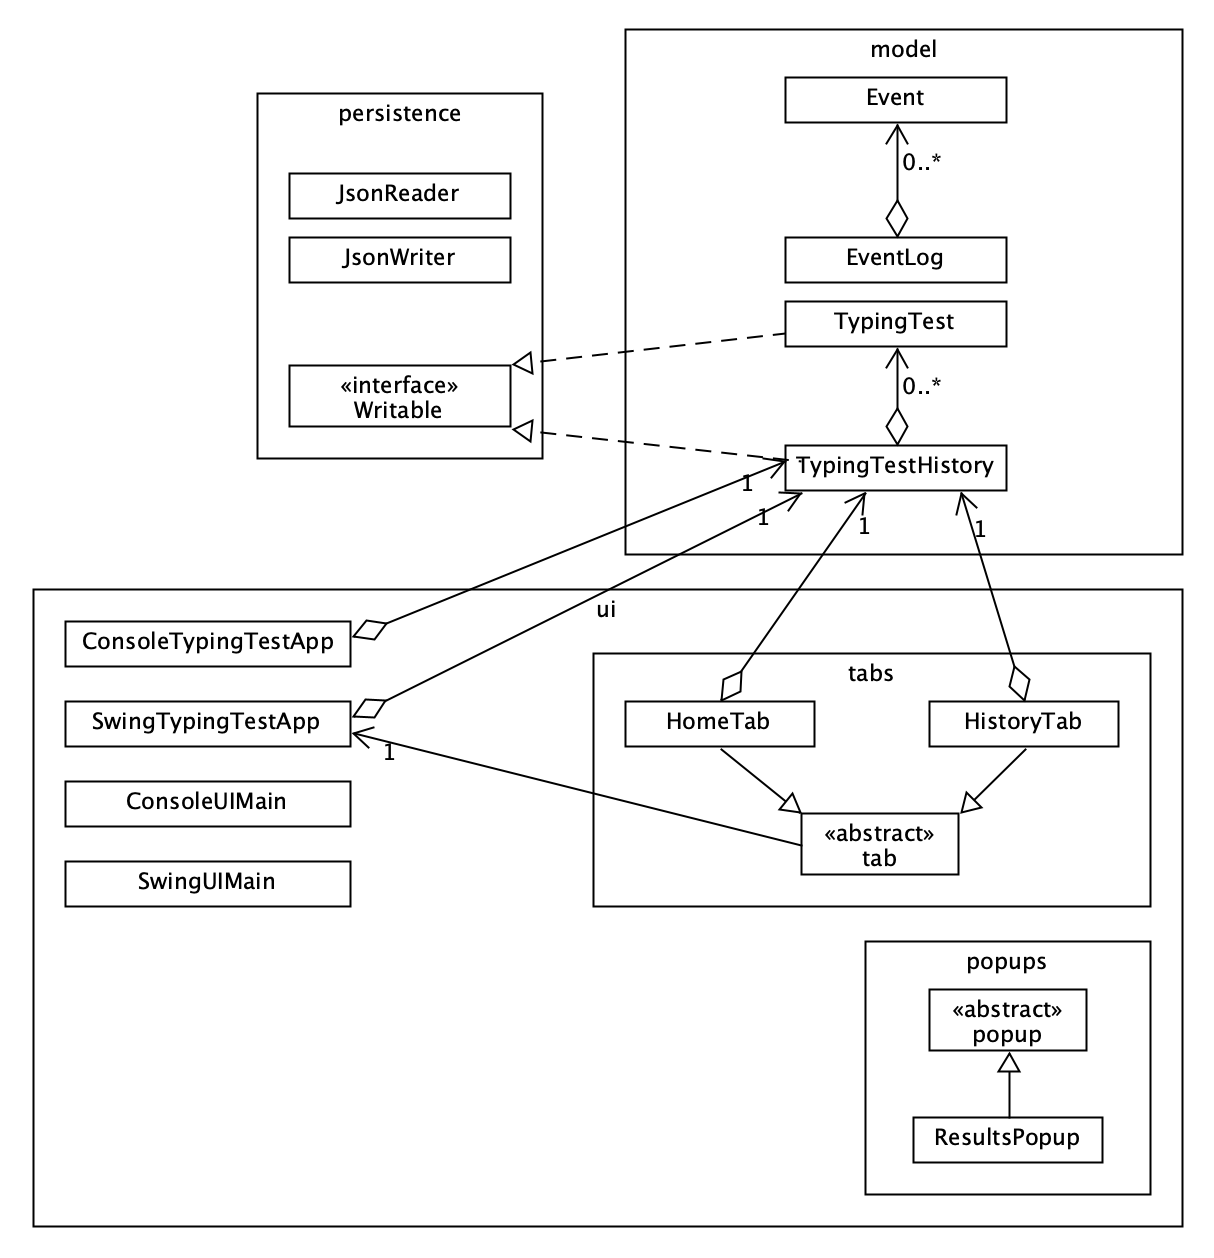 model
Event
0..*
EventLog
TypingTest
0..*
TypingTestHistory
persistence
JsonReader
JsonWriter
«interface»
Writable
1
1
1
1
ui
ConsoleTypingTestApp
SwingTypingTestApp
1
ConsoleUIMain
SwingUIMain
tabs
HomeTab
HistoryTab
«abstract»
tab
popups
«abstract»
popup
ResultsPopup